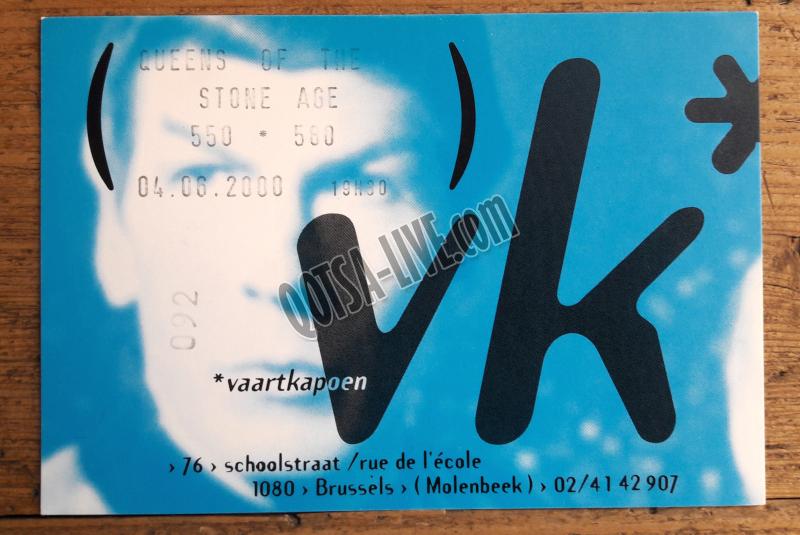 QUEENS OF THE
STONE AGE
550 * 580
04.06.2000 19H30
092
vk*
QOTSA-LIVE.com
*vaartkapoen
› 76 › schoolstraat /rue de l'école
1080 › Brussels › ( Molenbeek ) › 02/41 42 907